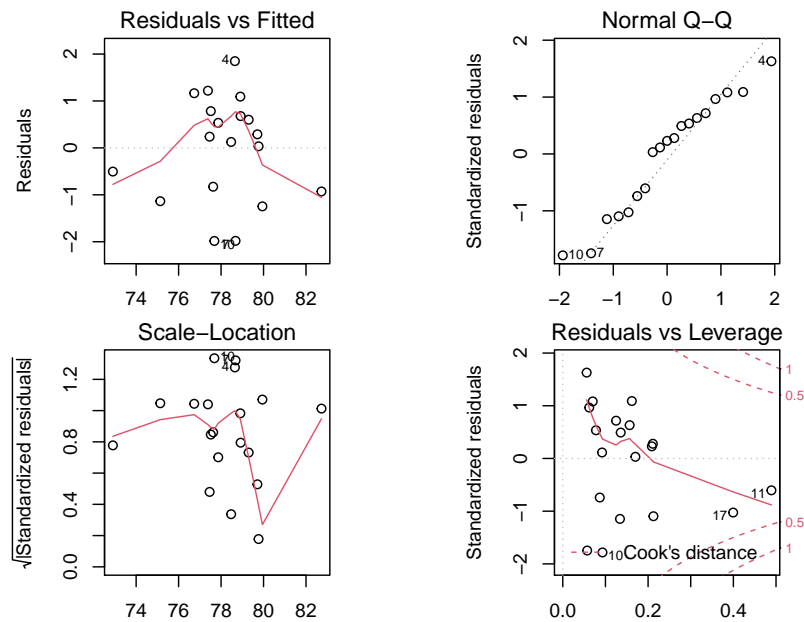 Residuals vs Fitted
Residuals
2
1
0
−1
−2
4
10
74 76 78 80 82
Normal Q−Q
Standardized residuals
2
1
0
−1
4
10
7
−2 −1 0 1 2
Scale−Location
√|Standardized residuals|
1.2
0.8
0.4
0.0
10
4
74 76 78 80 82
Residuals vs Leverage
Standardized residuals
2
1
0
−1
−2
1
0.5
0.5
1
11
17
10
Cook's distance
0.0 0.2 0.4